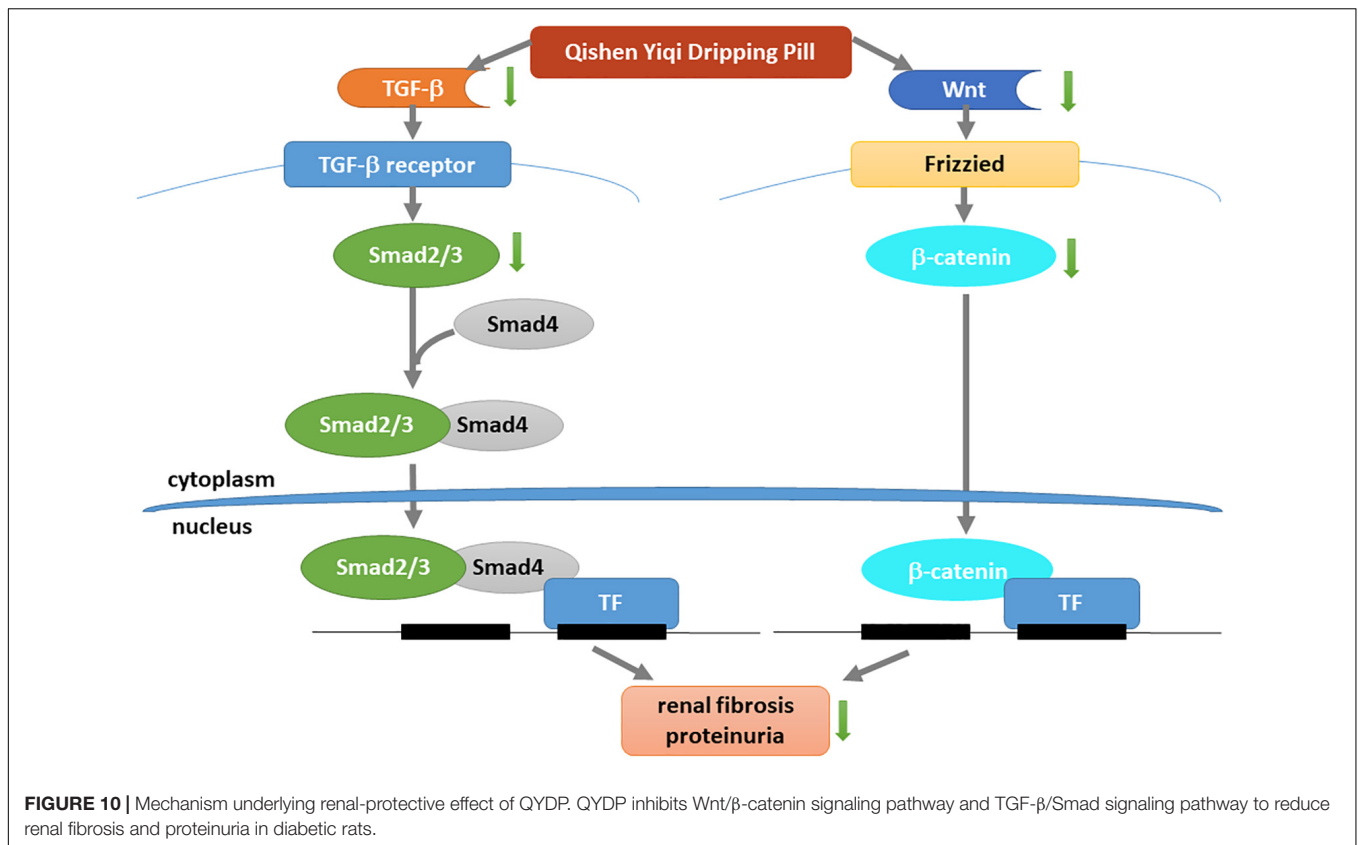 Qishen Yiqi Dripping Pill
TGF-β
Wnt
TGF-β receptor
Frizzied
Smad2/3
β-catenin
Smad4
Smad2/3
Smad4
cytoplasm
nucleus
Smad2/3
Smad4
β-catenin
TF
TF
renal fibrosis
proteinuria
FIGURE 10 | Mechanism underlying renal-protective effect of QYDP. QYDP inhibits Wnt/β-catenin signaling pathway and TGF-β/Smad signaling pathway to reduce
renal fibrosis and proteinuria in diabetic rats.